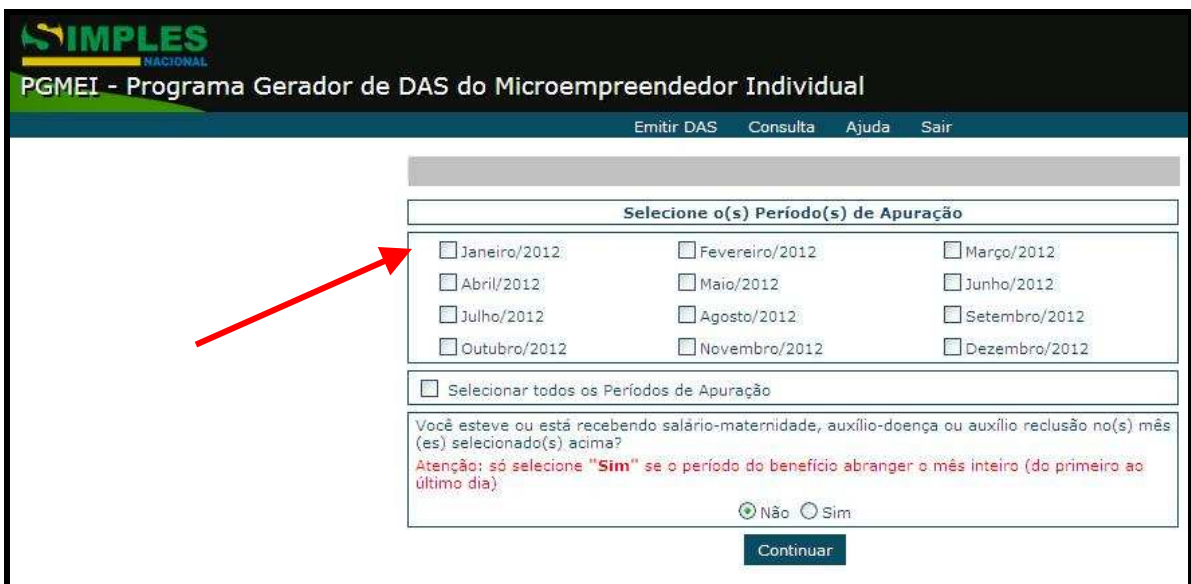 SIMPLES
NACIONAL
PGMEI - Programa Gerador de DAS do Microempreendedor Individual
Emitir DAS Consulta Ajuda Sair
Selecione o(s) Período(s) de Apuração
Janeiro/2012 Fevereiro/2012 Março/2012
Abril/2012 Maio/2012 Junho/2012
Julho/2012 Agosto/2012 Setembro/2012
Outubro/2012 Novembro/2012 Dezembro/2012
Selecionar todos os Períodos de Apuração
Você esteve ou está recebendo salário-maternidade, auxílio-doença ou auxílio reclusão no(s) mês
(es) selecionado(s) acima?
Atenção: só selecione "Sim" se o período do benefício abranger o mês inteiro (do primeiro ao
último dia)
Não Sim
Continuar